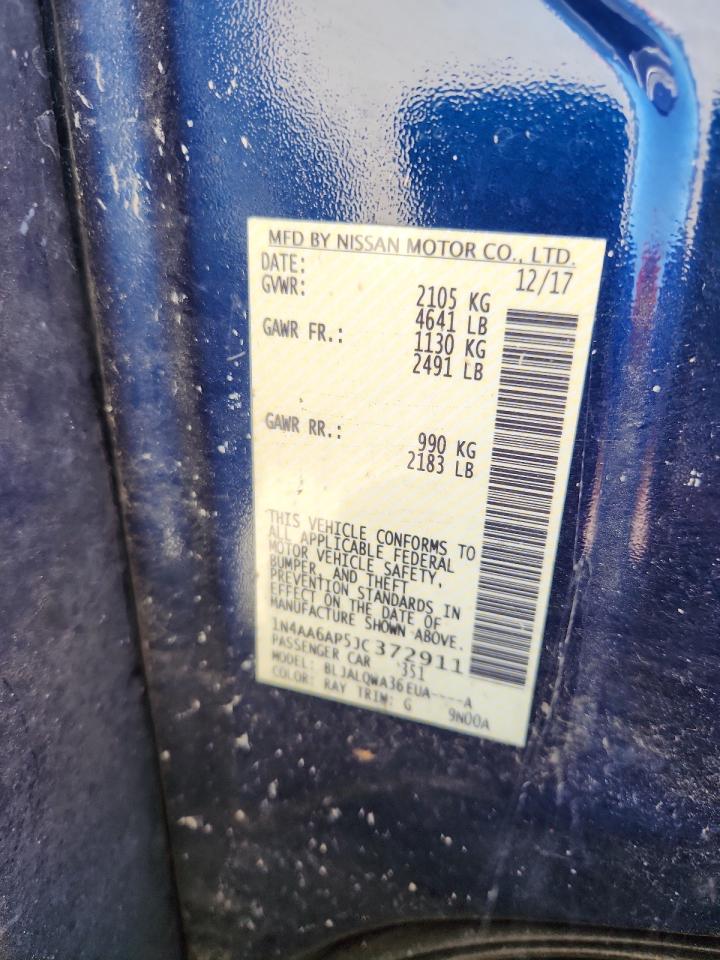 MFD BY NISSAN MOTOR CO., LTD.
DATE: 12/17
GVWR: 2105 KG
4641 LB
GAWR FR.: 1130 KG
2491 LB
GAWR RR.: 990 KG
2183 LB
THIS VEHICLE CONFORMS TO
ALL APPLICABLE FEDERAL
MOTOR VEHICLE SAFETY,
BUMPER, AND THEFT
PREVENTION STANDARDS IN
EFFECT ON THE DATE OF
MANUFACTURE SHOWN ABOVE.
1N4AA6AP5JC372911
PASSENGER CAR '351
MODEL: BLJALQWA36EUA----A
COLOR: RAY TRIM: G 9N00A